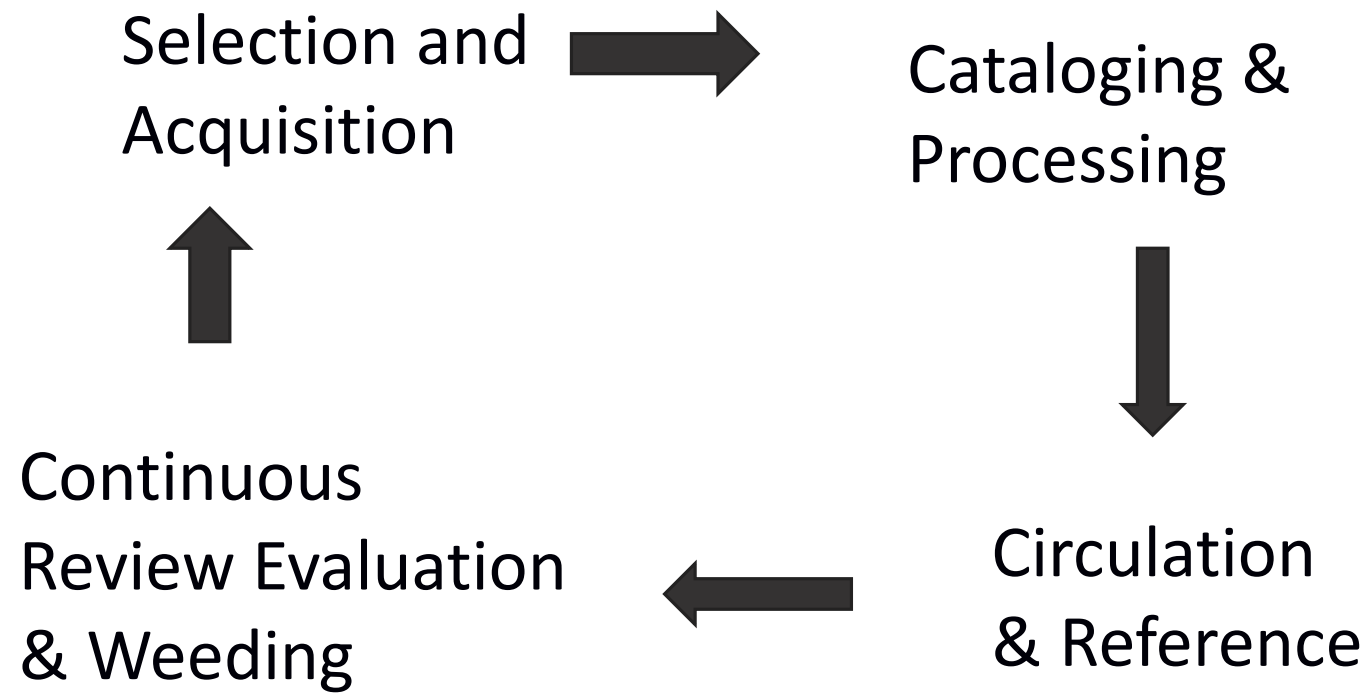 Selection and
Acquisition
Cataloging &
Processing
Circulation
& Reference
Continuous
Review Evaluation
& Weeding